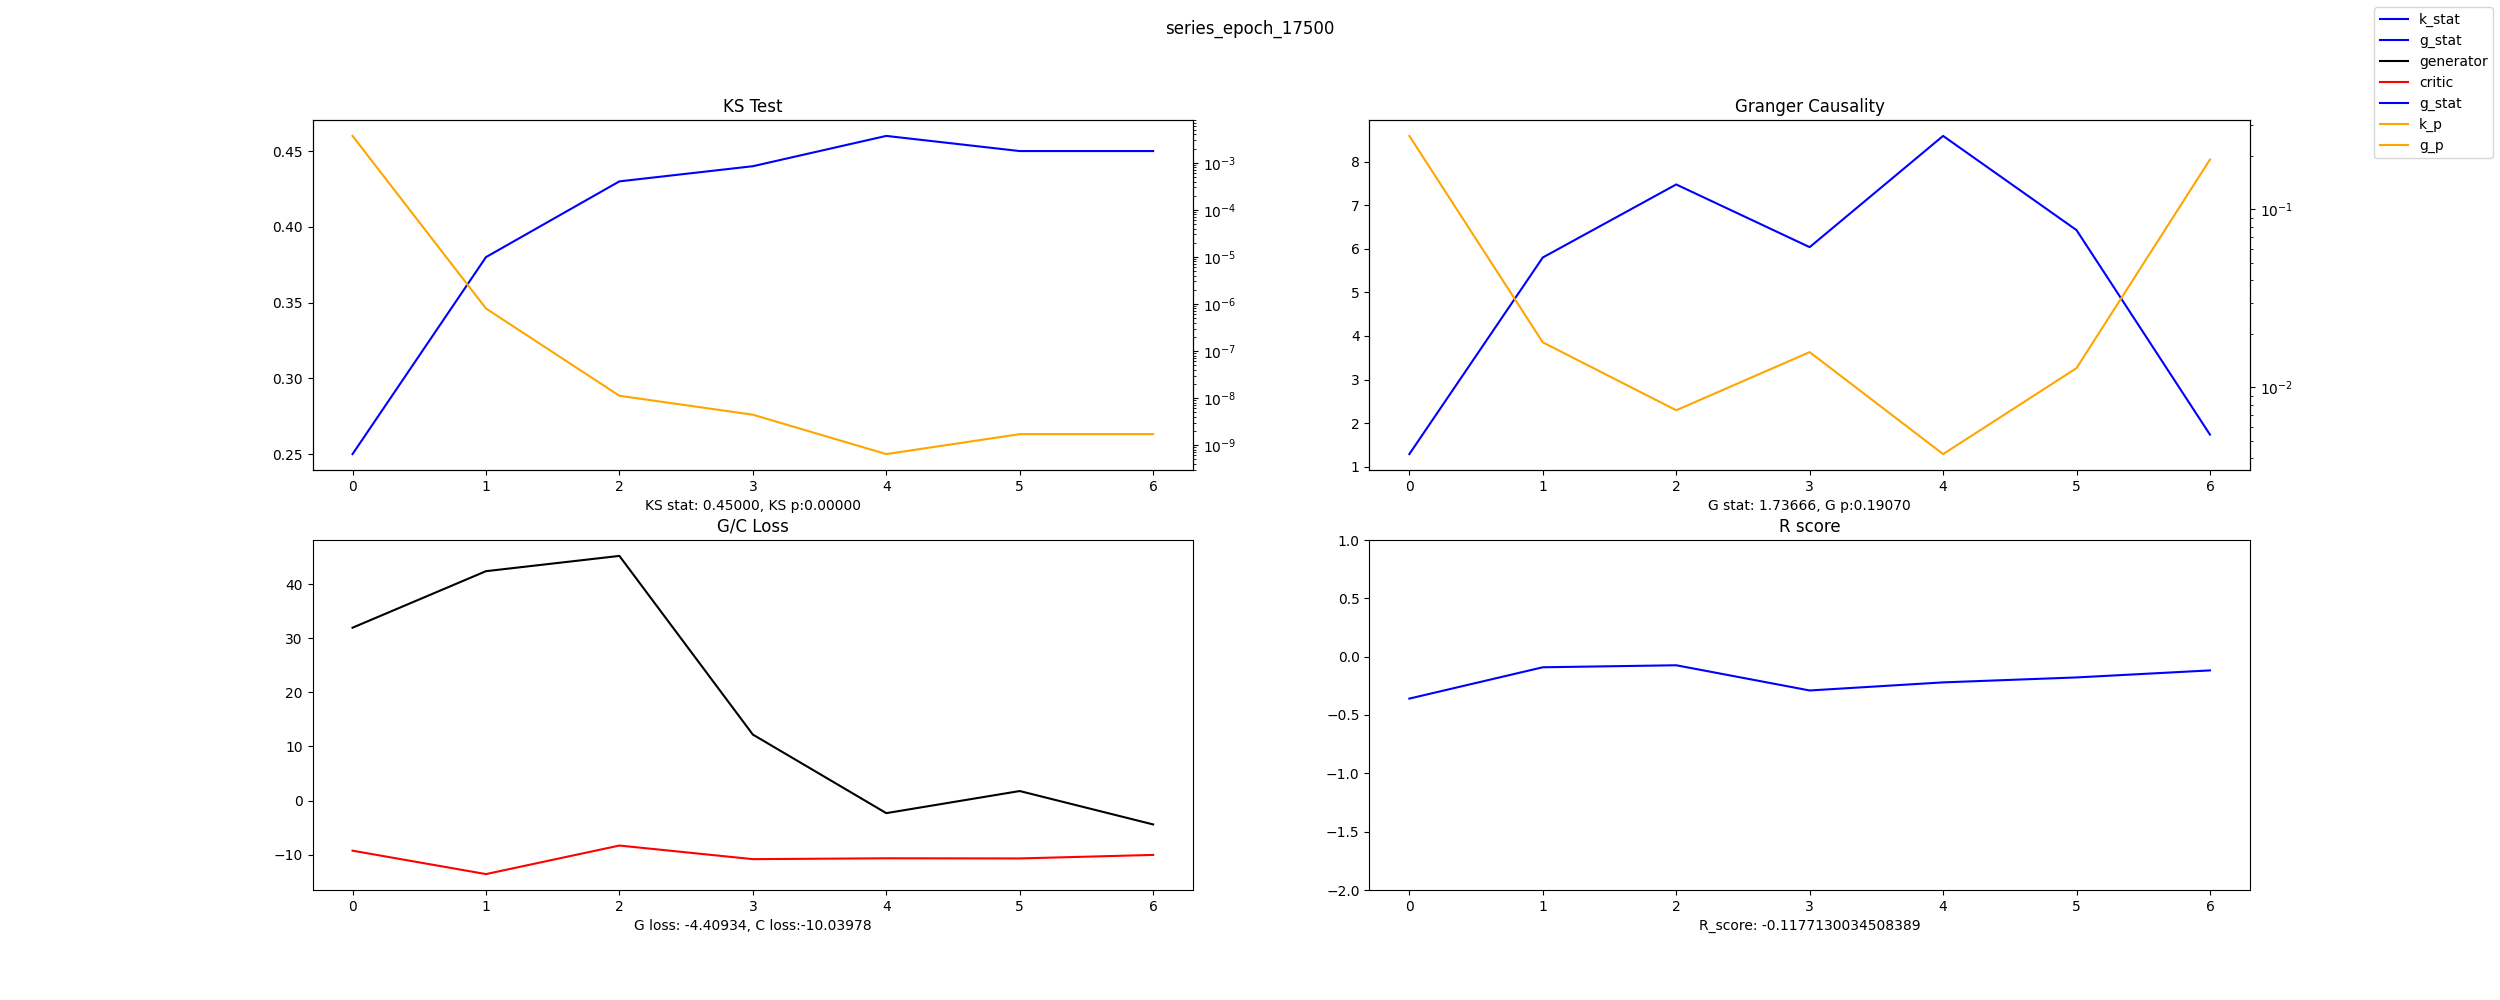 series_epoch_17500
k_stat
g_stat
generator
critic
g_stat
k_p
g_p
KS Test
0.45
0.40
0.35
0.30
0.25
10⁻³
10⁻⁴
10⁻⁵
10⁻⁶
10⁻⁷
10⁻⁸
10⁻⁹
0 1 2 3 4 5 6
KS stat: 0.45000, KS p:0.00000
Granger Causality
8
7
6
5
4
3
2
1
10⁻¹
10⁻²
0 1 2 3 4 5 6
G stat: 1.73666, G p:0.19070
G/C Loss
40
30
20
10
0
−10
0 1 2 3 4 5 6
G loss: -4.40934, C loss:-10.03978
R score
1.0
0.5
0.0
−0.5
−1.0
−1.5
−2.0
0 1 2 3 4 5 6
R_score: -0.1177130034508389